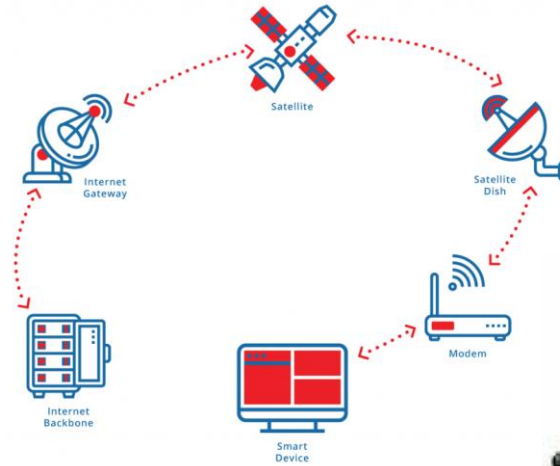 Satellite
Internet
Gateway
Satellite
Dish
Modem
Internet
Backbone
Smart
Device